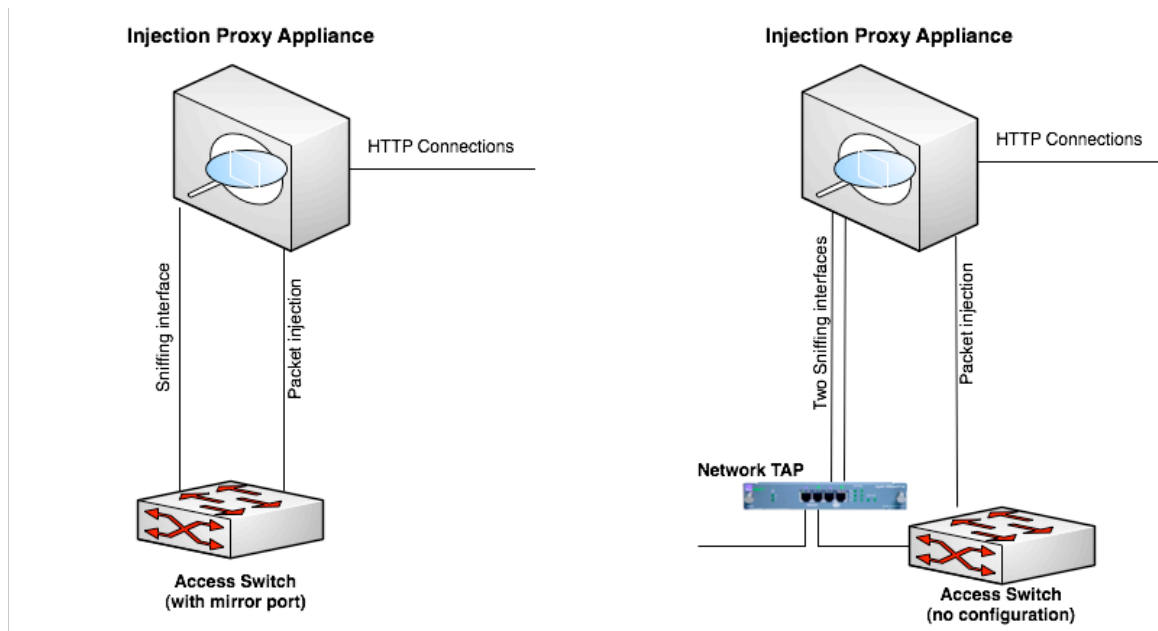 Injection Proxy Appliance
HTTP Connections
Sniffing interface
Packet injection
Access Switch
(with mirror port)
Injection Proxy Appliance
HTTP Connections
Two Sniffing interfaces
Packet injection
Network TAP
Access Switch
(no configuration)